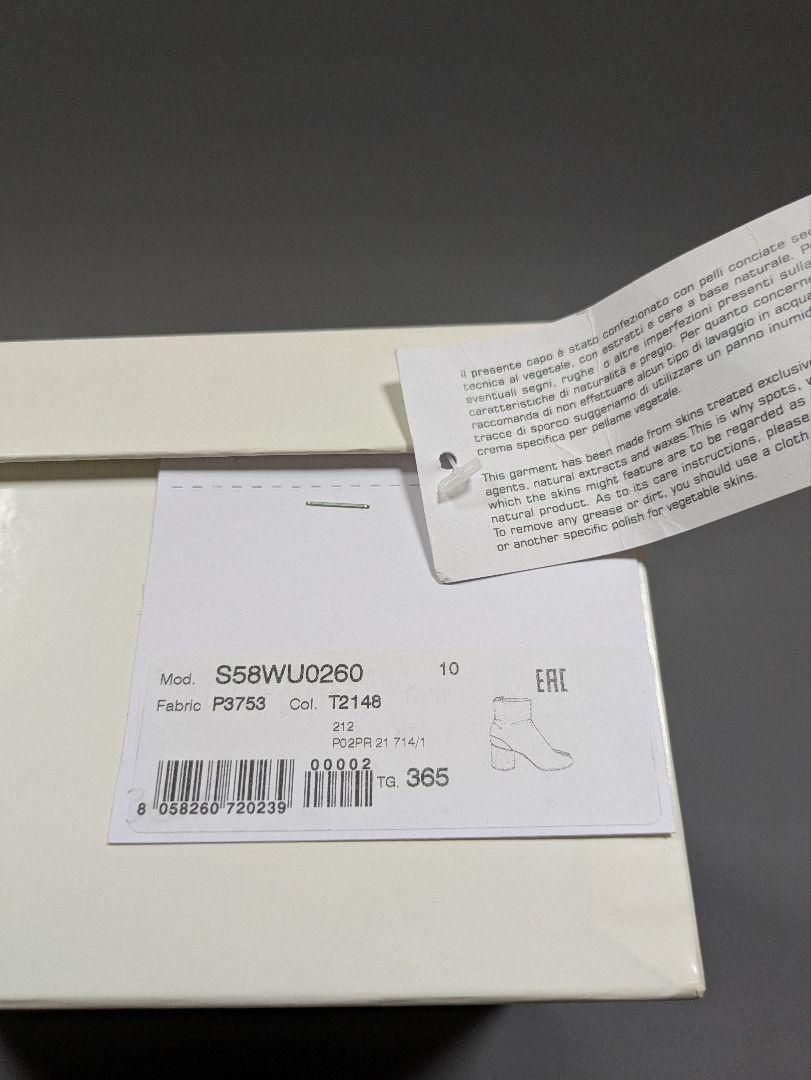 Il presente capo è stato confezionato con pelli conciate
tecnica al vegetale, con estratti e cere a base naturale.
eventuali segni, rughe o altre imperfezioni presenti sulla
caratteristiche di naturalità e pregio. Per quanto concerne
raccomanda di non effettuare alcun tipo di lavaggio in acqua
tracce di sporco suggeriamo di utilizzare un panno
crema specifica per pellame vegetale.
This garment has been made from skins treated
agents, natural extracts and waxes.This is why spots,
which the skins might feature are to be regarded as
natural product. As to its care instructions, please
To remove any grease or dirt, you should use a cloth
or another specific polish for vegetable skins.
Mod. S58WU0260 10 EAC
Fabric P3753 Col. T2148
212
P02PR 21 714/1
00002
TG. 365
8 058260 720239